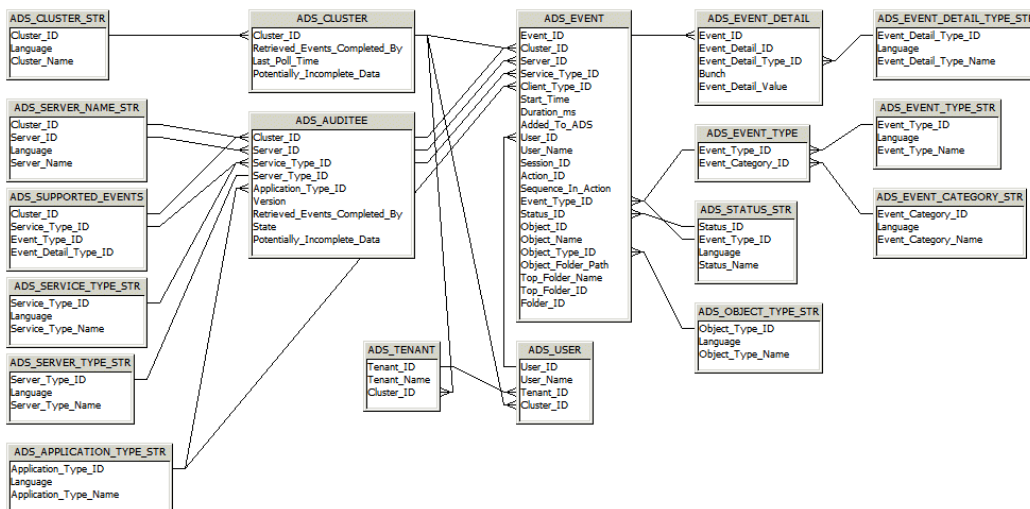 ADS_CLUSTER_STR
Cluster_ID
Language
Cluster_Name
ADS_CLUSTER
Cluster_ID
Retrieved_Events_Completed_By
Last_Poll_Time
Potentially_Incomplete_Data
ADS_EVENT
Event_ID
Cluster_ID
Server_ID
Service_Type_ID
Client_Type_ID
Start_Time
Duration_ms
Added_To_ADS
User_ID
User_Name
Session_ID
Action_ID
Sequence_In_Action
Event_Type_ID
Status_ID
Object_ID
Object_Name
Object_Type_ID
Object_Folder_Path
Top_Folder_Name
Top_Folder_ID
Folder_ID
ADS_EVENT_DETAIL
Event_ID
Event_Detail_ID
Event_Detail_Type_ID
Bunch
Event_Detail_Value
ADS_EVENT_DETAIL_TYPE_STR
Event_Detail_Type_ID
Language
Event_Detail_Type_Name
ADS_SERVER_NAME_STR
Cluster_ID
Server_ID
Language
Server_Name
ADS_AUDITEE
Cluster_ID
Server_ID
Service_Type_ID
Server_Type_ID
Application_Type_ID
Version
Retrieved_Events_Completed_By
State
Potentially_Incomplete_Data
ADS_EVENT_TYPE
Event_Type_ID
Event_Category_ID
ADS_EVENT_TYPE_STR
Event_Type_ID
Language
Event_Type_Name
ADS_SUPPORTED_EVENTS
Cluster_ID
Service_Type_ID
Event_Type_ID
Event_Detail_Type_ID
ADS_STATUS_STR
Status_ID
Event_Type_ID
Language
Status_Name
ADS_EVENT_CATEGORY_STR
Event_Category_ID
Language
Event_Category_Name
ADS_SERVICE_TYPE_STR
Service_Type_ID
Language
Service_Type_Name
ADS_OBJECT_TYPE_STR
Object_Type_ID
Language
Object_Type_Name
ADS_SERVER_TYPE_STR
Server_Type_ID
Language
Server_Type_Name
ADS_TENANT
Tenant_ID
Tenant_Name
Cluster_ID
ADS_USER
User_ID
User_Name
Tenant_ID
Cluster_ID
ADS_APPLICATION_TYPE_STR
Application_Type_ID
Language
Application_Type_Name